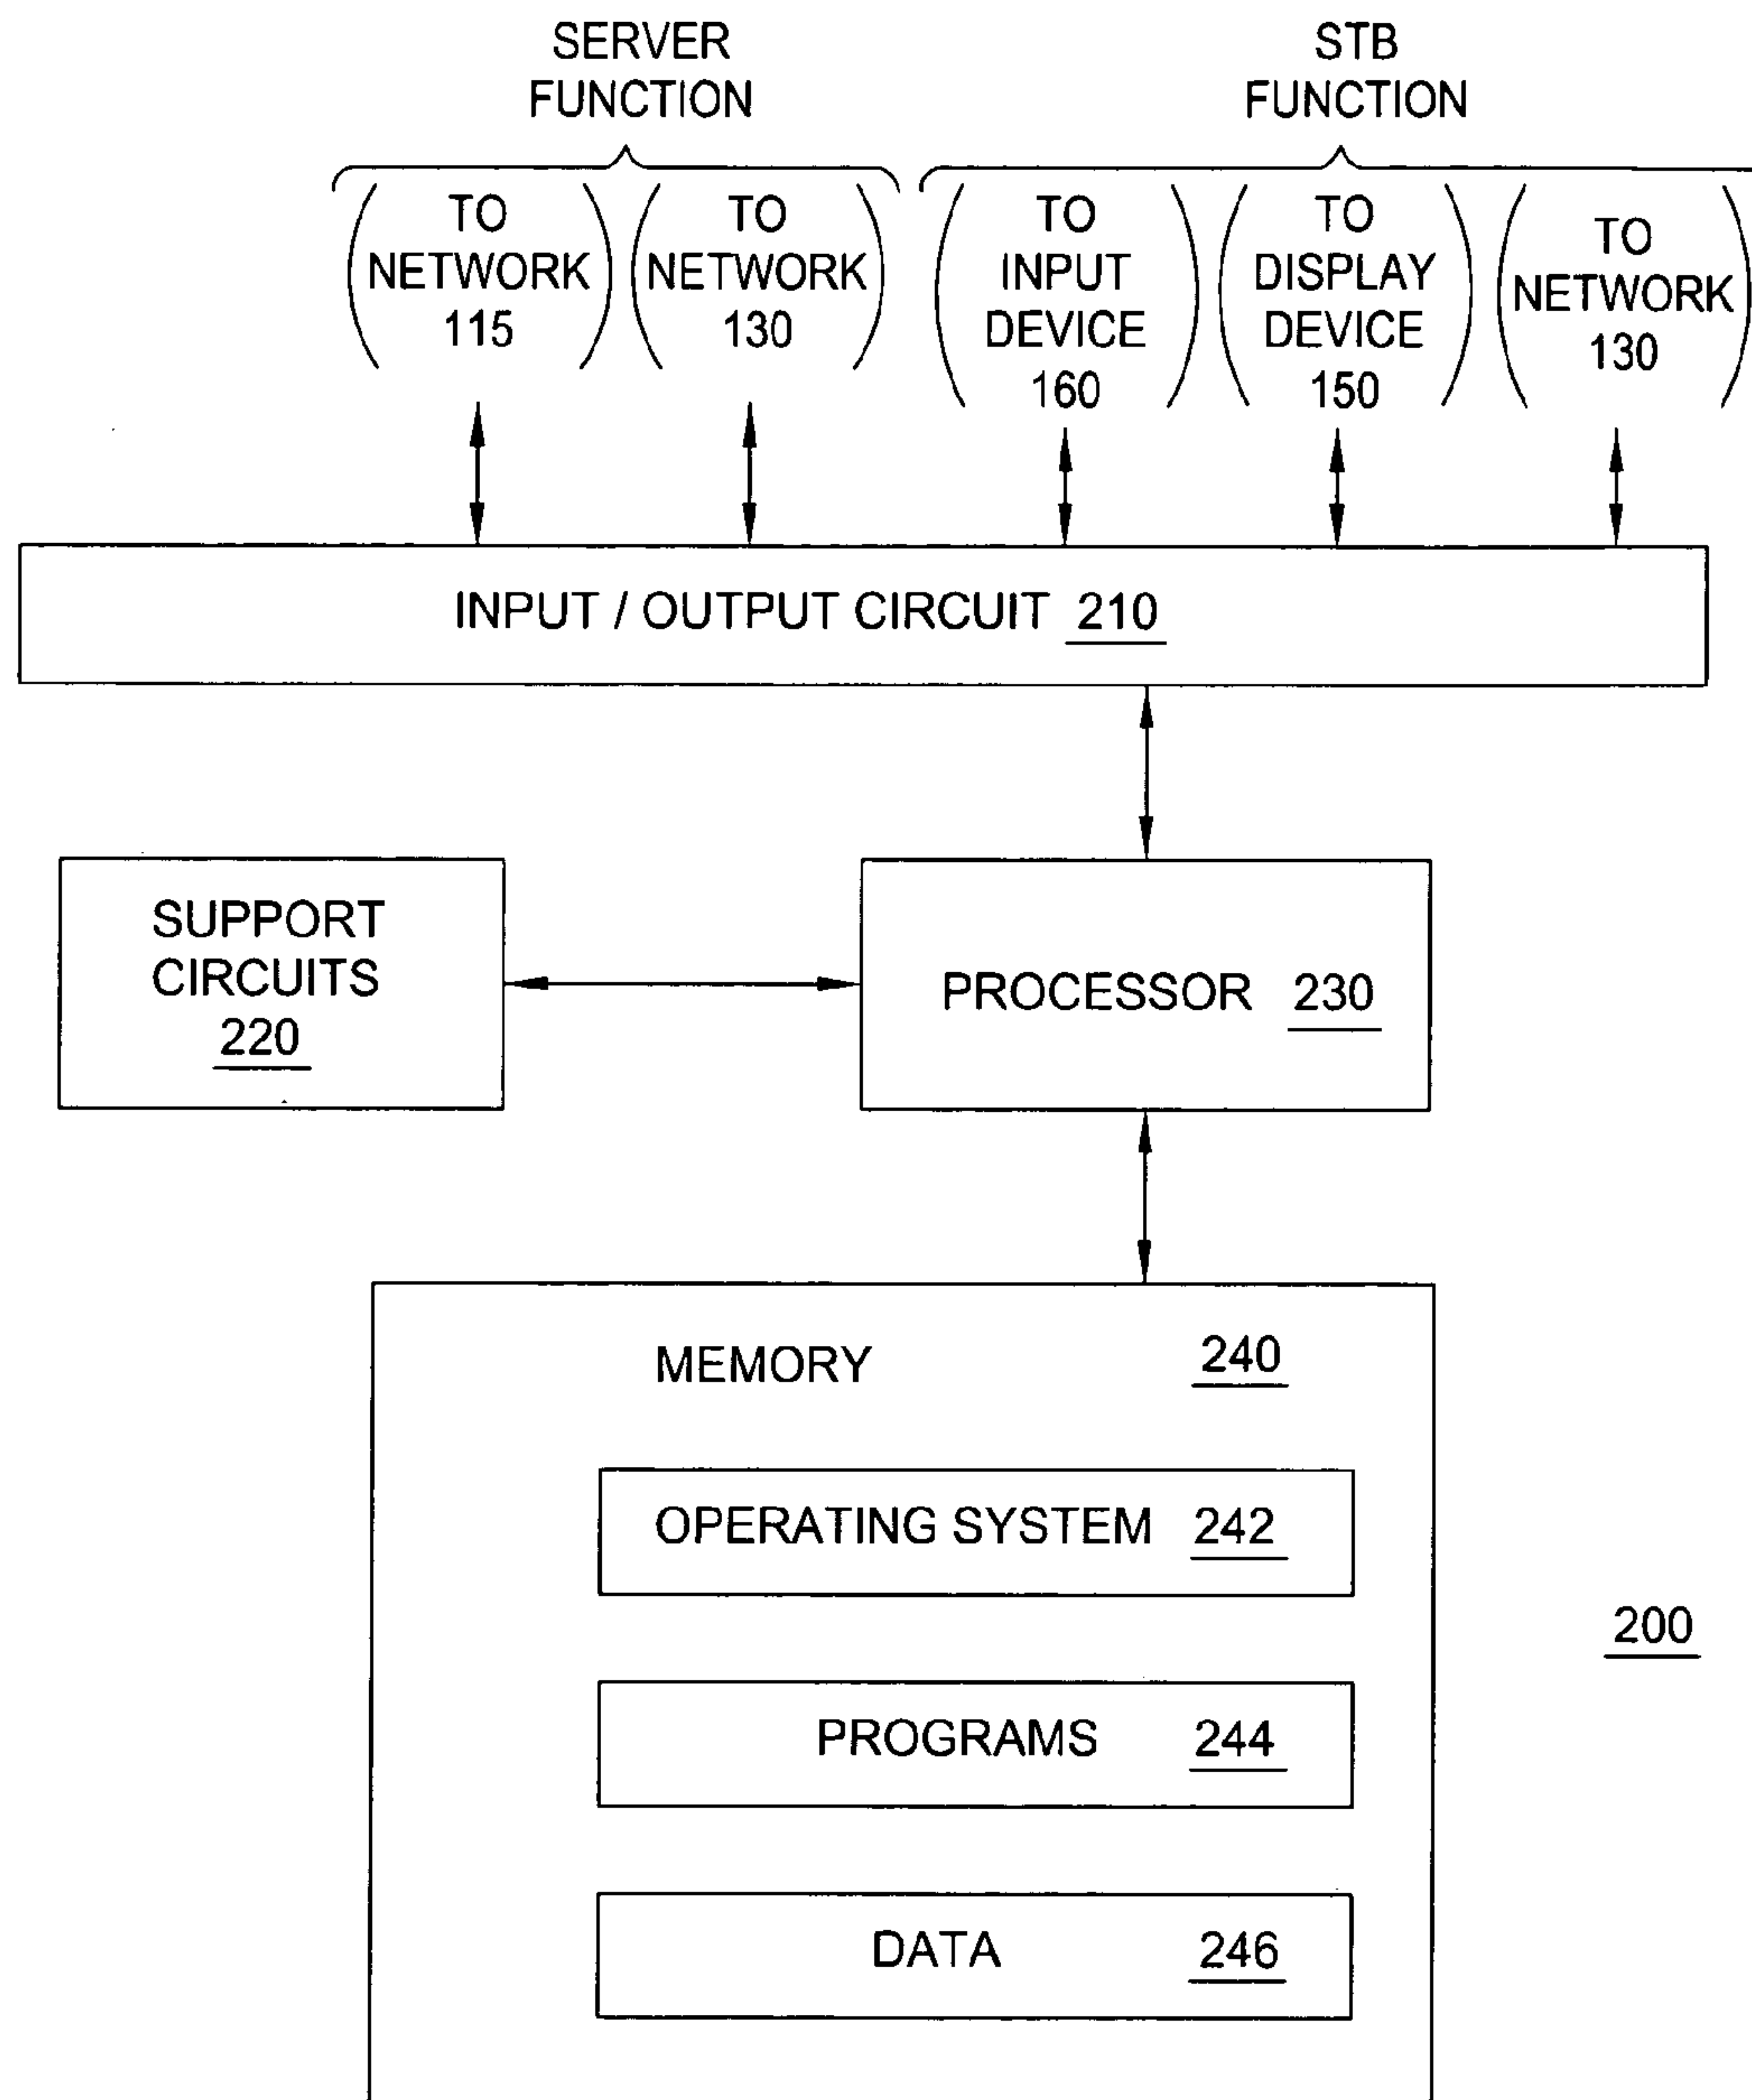 SERVER
FUNCTION
STB
FUNCTION
TO
NETWORK
115
TO
NETWORK
130
TO
INPUT
DEVICE
160
TO
DISPLAY
DEVICE
150
TO
NETWORK
130
INPUT / OUTPUT CIRCUIT 210
SUPPORT
CIRCUITS
220
PROCESSOR 230
MEMORY 240
OPERATING SYSTEM 242
PROGRAMS 244
DATA 246
200